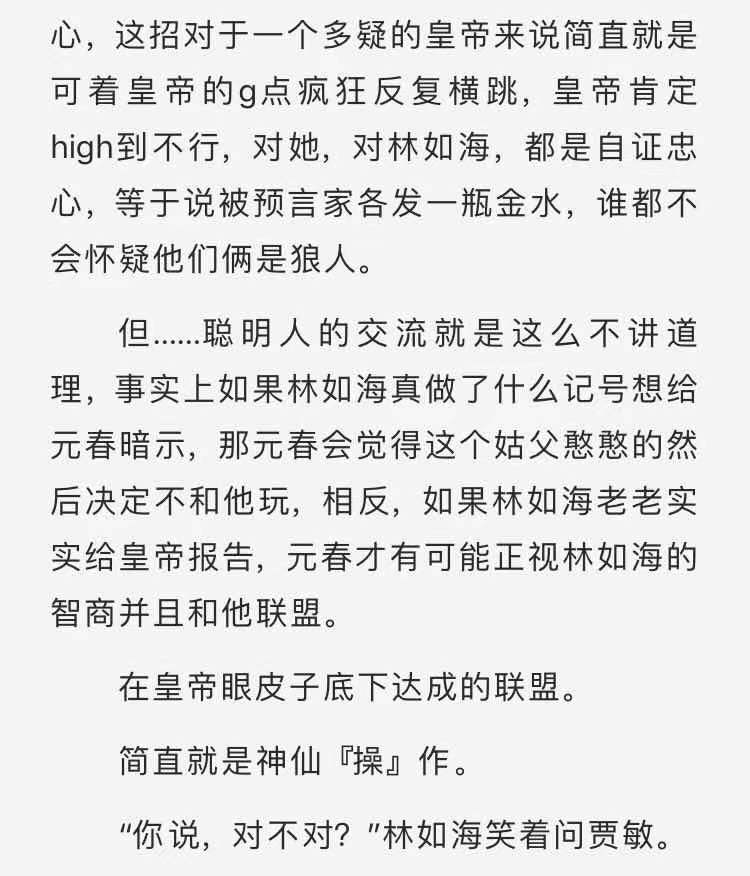 心，这招对于一个多疑的皇帝来说简直就是
可着皇帝的g点疯狂反复横跳，皇帝肯定
high到不行，对她，对林如海，都是自证忠
心，等于说被预言家各发一瓶金水，谁都不
会怀疑他们俩是狼人。
但……聪明人的交流就是这么不讲道
理，事实上如果林如海真做了什么记号想给
元春暗示，那元春会觉得这个姑父憨憨的然
后决定不和他玩，相反，如果林如海老老实
实给皇帝报告，元春才有可能正视林如海的
智商并且和他联盟。
在皇帝眼皮子底下达成的联盟。
简直就是神仙『操』作。
“你说，对不对？”林如海笑着问贾敏。